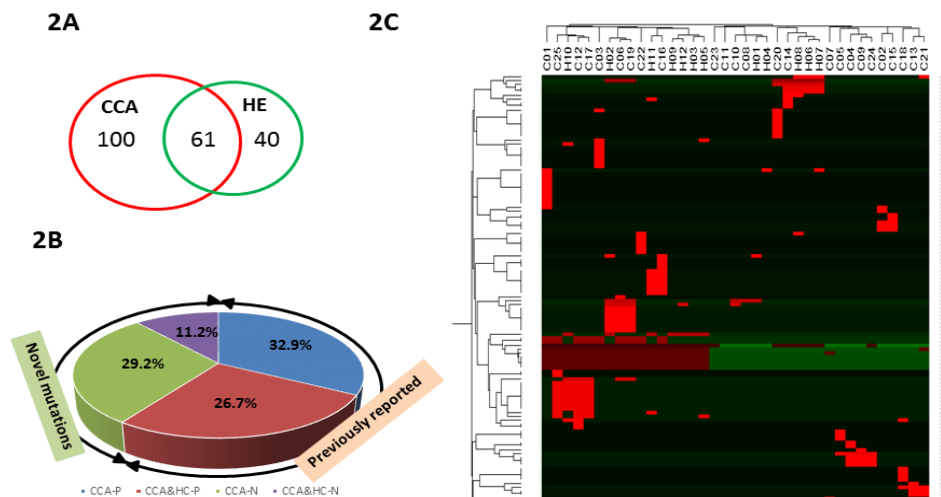 2A
CCA
HE
100
61
40
2B
11.2%
32.9%
29.2%
26.7%
Novel mutations
Previously reported
CCA-P CCA&HC-P CCA-N CCA&HC-N
2C
C01 C25 H10 C12 C17 C03 H02 C06 C19 C22 H11 C16 H09 H12 H03 H05 C23 C11 C10 C08 H01 H04 C20 C14 H08 H06 H07 C07 C05 C04 C09 C24 C02 C15 C18 C13 C21